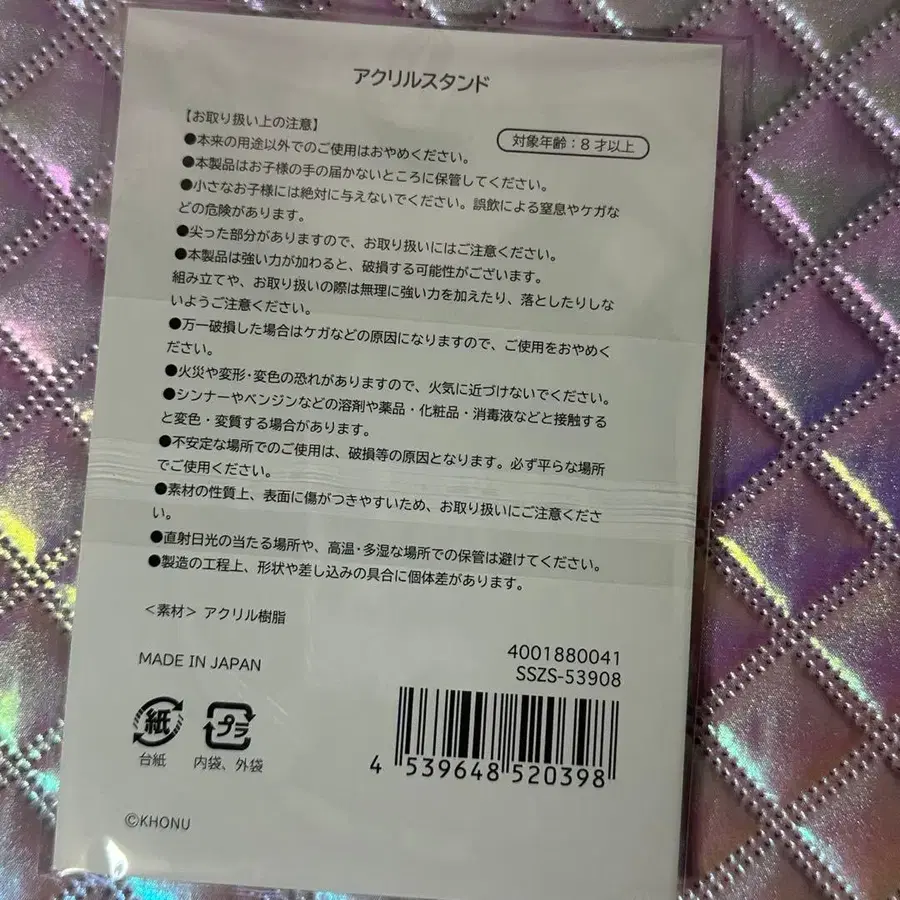 アクリルスタンド
【お取り扱い上の注意】
対象年齢：8才以上
●本来の用途以外でのご使用はおやめください。
●本製品はお子様の手の届かないところに保管してください。
●小さなお子様には絶対に与えないでください。誤飲による窒息やケガな
どの危険があります。
●尖った部分がありますので、お取り扱いにはご注意ください。
●本製品は強い力が加わると、破損する可能性がございます。
組み立てや、お取り扱いの際は無理に強い力を加えたり、落としたりしな
いようご注意ください。
●万一破損した場合はケガなどの原因になりますので、ご使用をおやめく
ださい。
●火災や変形･変色の恐れがありますので、火気に近づけないでください。
●シンナーやベンジンなどの溶剤や薬品・化粧品・消毒液などと接触する
と変色・変質する場合があります。
●不安定な場所でのご使用は、破損等の原因となります。必ず平らな場所
でご使用ください。
●素材の性質上、表面に傷がつきやすいため、お取り扱いにご注意くださ
い。
●直射日光の当たる場所や、高温･多湿な場所での保管は避けてください。
●製造の工程上、形状や差し込みの具合に個体差があります。
＜素材＞ アクリル樹脂
MADE IN JAPAN
4001880041
SSZS-53908
紙
プラ
台紙
内袋、外袋
4 539648 520398
©KHONU